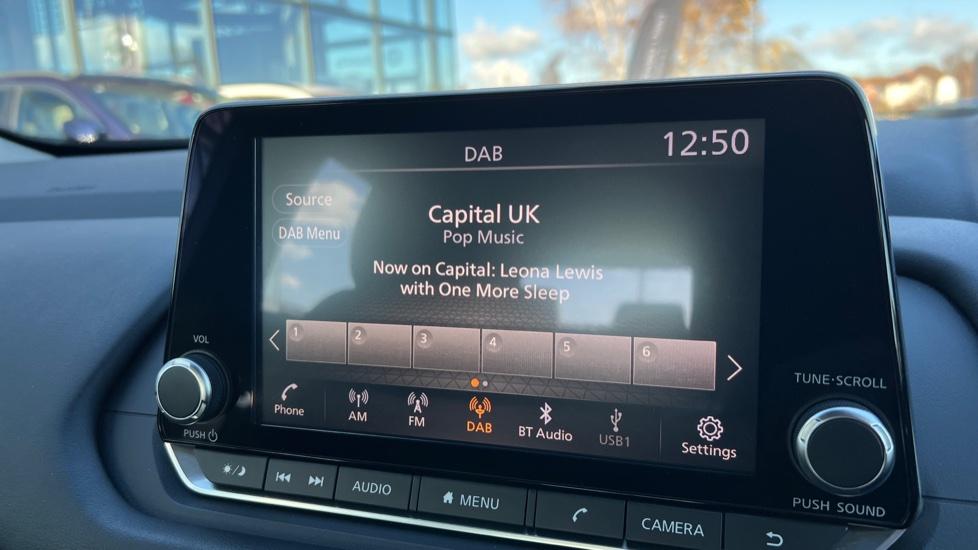 DAB
12:50
Source
DAB Menu
Capital UK
Pop Music
Now on Capital: Leona Lewis
with One More Sleep
1 2 3 4 5 6
Phone AM FM DAB BT Audio USB1 Settings
VOL
PUSH
TUNE·SCROLL
PUSH SOUND
AUDIO MENU CAMERA